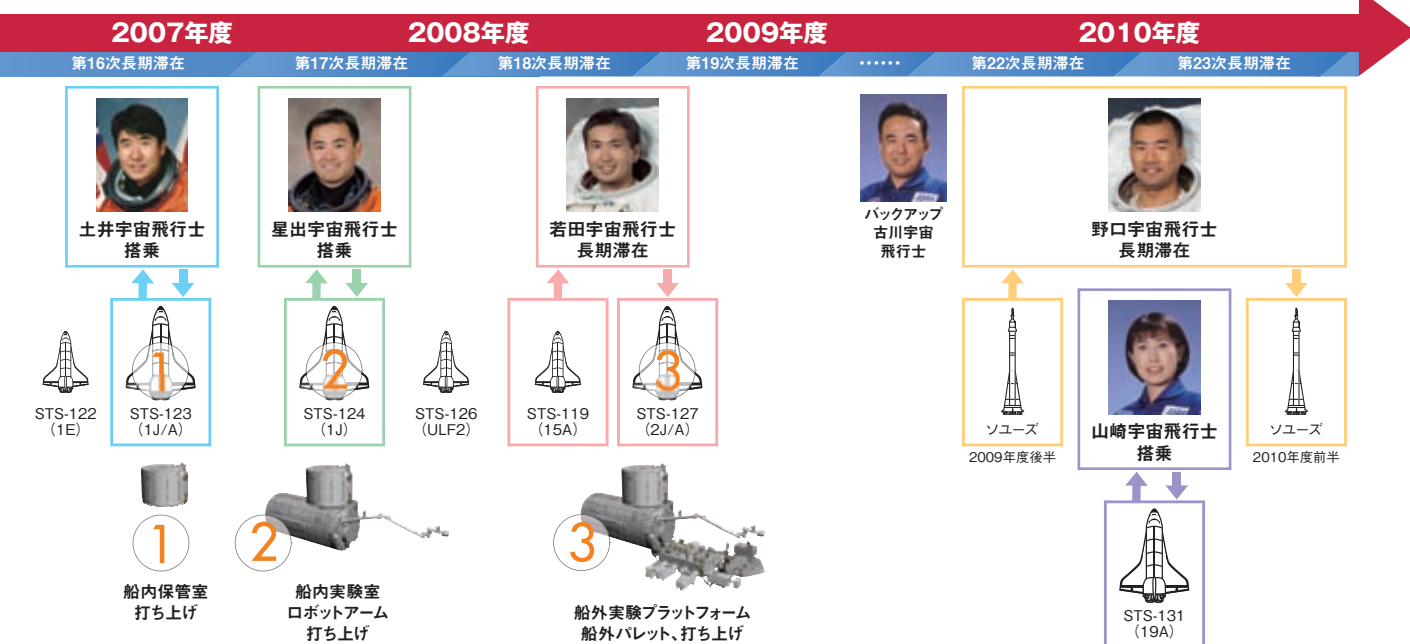 2007年度
2008年度
2009年度
2010年度
第16次長期滞在
第17次長期滞在
第18次長期滞在
第19次長期滞在
……
第22次長期滞在
第23次長期滞在
土井宇宙飛行士
搭乗
星出宇宙飛行士
搭乗
若田宇宙飛行士
長期滞在
バックアップ
古川宇宙
飛行士
野口宇宙飛行士
長期滞在
STS-122
（1E）
1
STS-123
（1J/A）
2
STS-124
（1J）
STS-126
（ULF2）
STS-119
（15A）
3
STS-127
（2J/A）
ソユーズ
2009年度後半
山崎宇宙飛行士
搭乗
ソユーズ
2010年度前半
1
船内保管室
打ち上げ
2
船内実験室
ロボットアーム
打ち上げ
3
船外実験プラットフォーム
船外パレット、打ち上げ
STS-131
（19A）